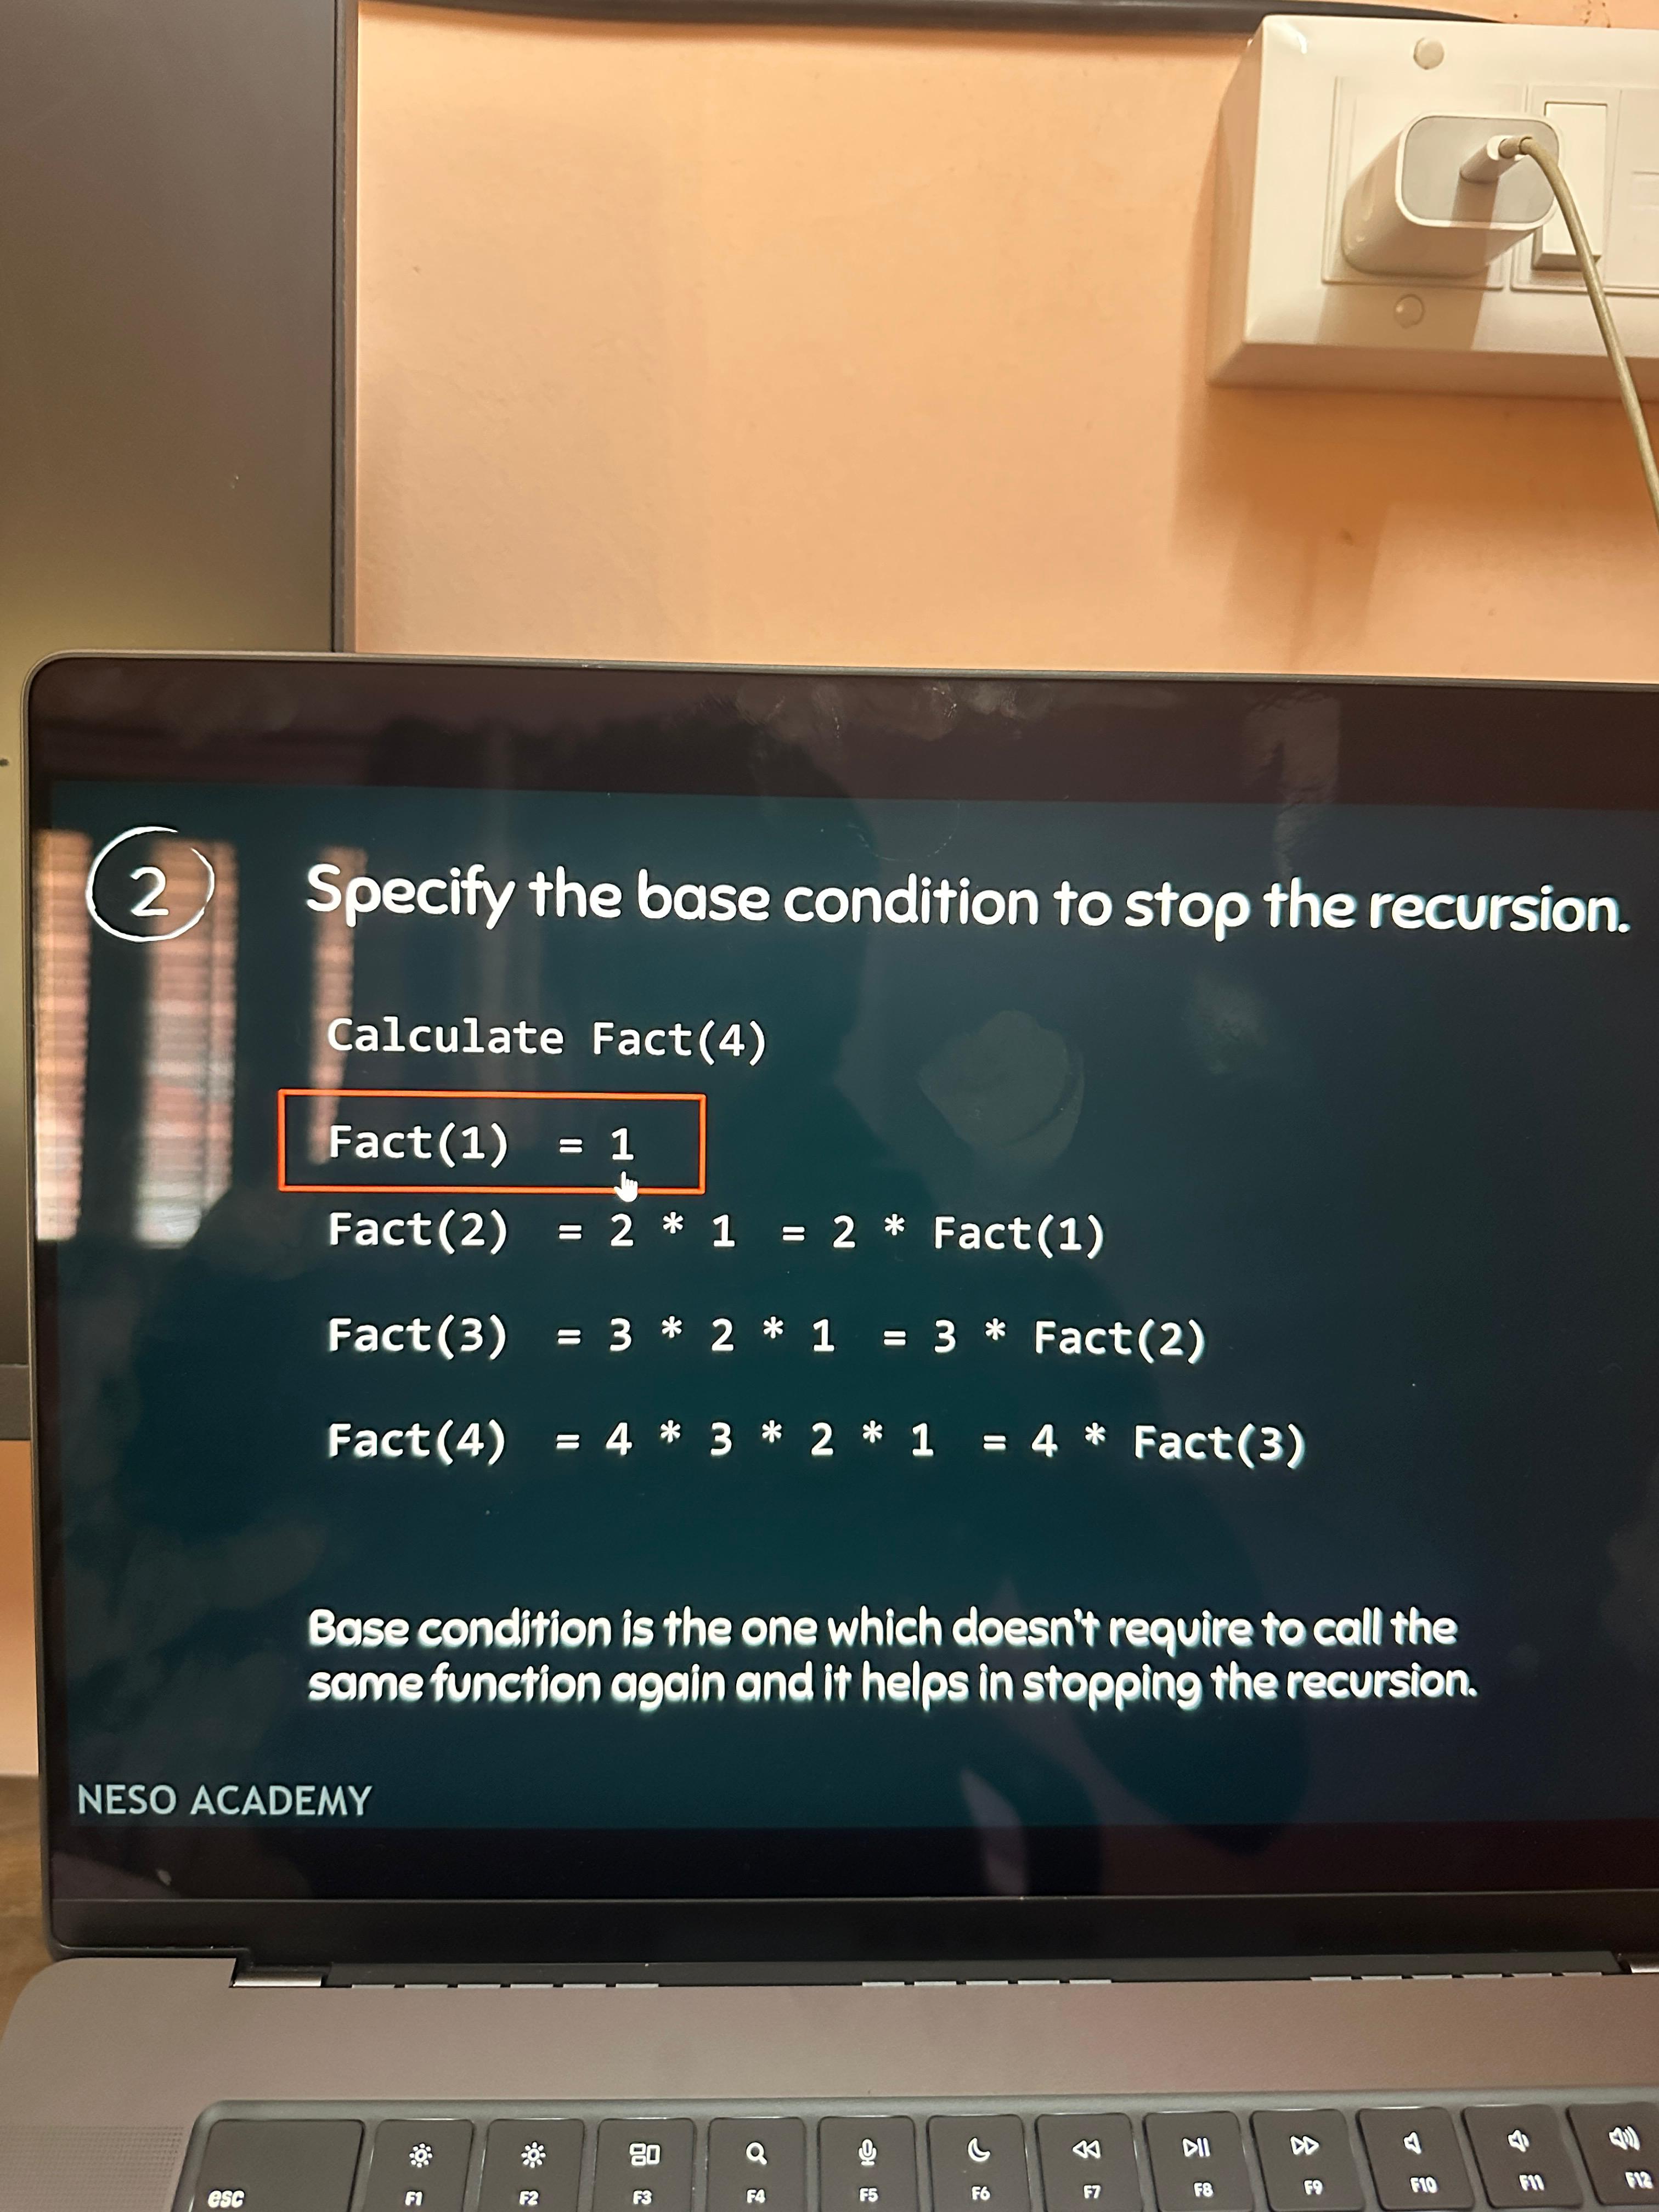 2
Specify the base condition to stop the recursion.
Calculate Fact(4)
Fact(1) = 1
Fact(2) = 2 * 1 = 2 * Fact(1)
Fact(3) = 3 * 2 * 1 = 3 * Fact(2)
Fact(4) = 4 * 3 * 2 * 1 = 4 * Fact(3)
Base condition is the one which doesn't require to call the
same function again and it helps in stopping the recursion.
NESO ACADEMY
esc F1 F2 F3 F4 F5 F6 F7 F8 F9 F10 F11 F12